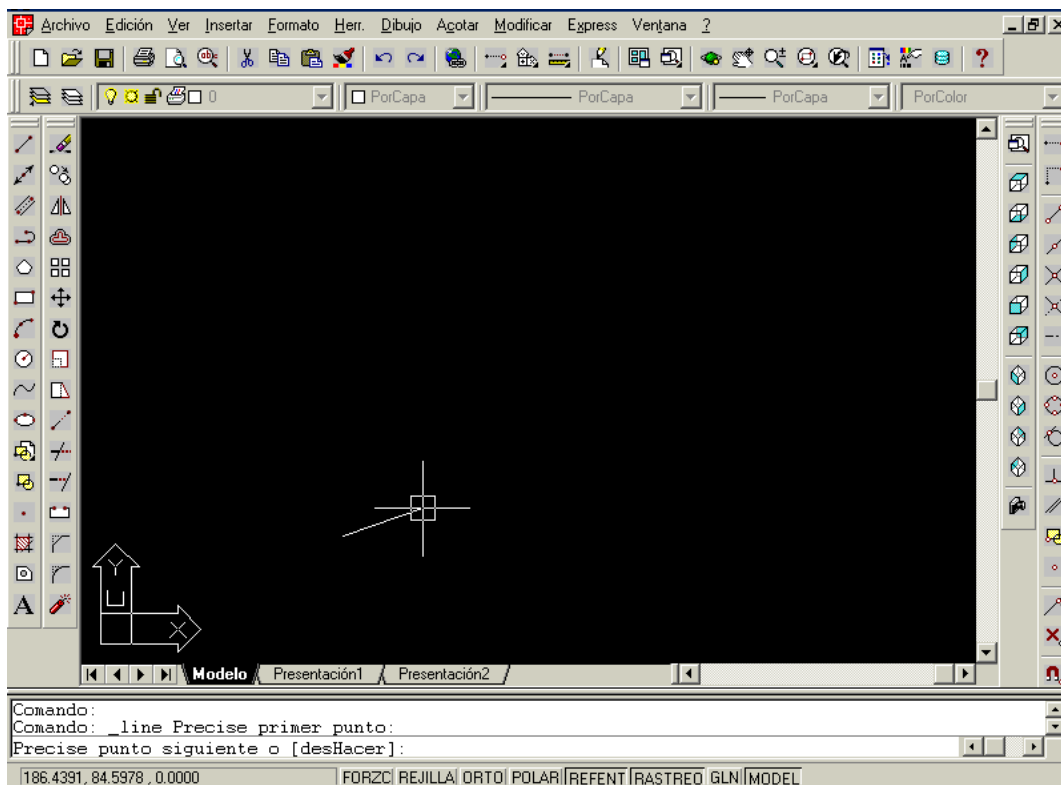 Archivo Edición Ver Insertar Formato Herr. Dibujo Acotar Modificar Express Ventana ?
0 PorCapa PorCapa PorCapa PorColor
Y
U
X
Modelo Presentación1 Presentación2
Comando:
Comando: _line Precise primer punto:
Precise punto siguiente o [desHacer]:
186.4391, 84.5978 , 0.0000 FORZC REJILLA ORTO POLAR REFENT RASTREO GLN MODEL